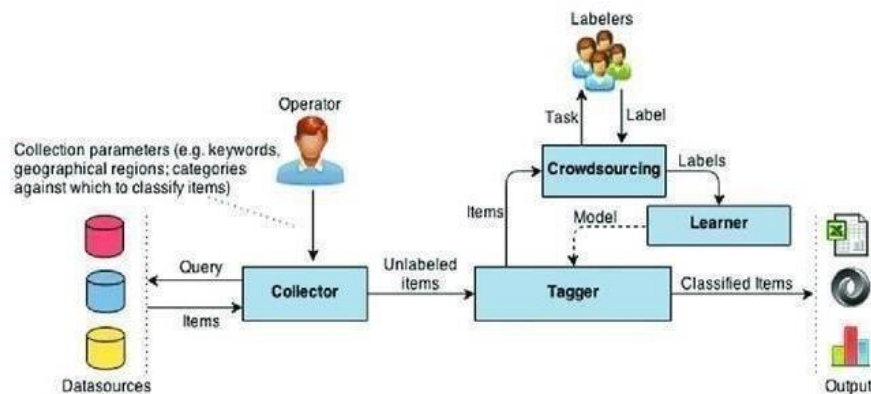 Labelers
Operator
Task
Label
Collection parameters (e.g. keywords,
geographical regions; categories
against which to classify items)
Crowdsourcing
Labels
Items
Model
Learner
Query
Collector
Unlabeled
items
Tagger
Classified Items
Items
Datasources
Output